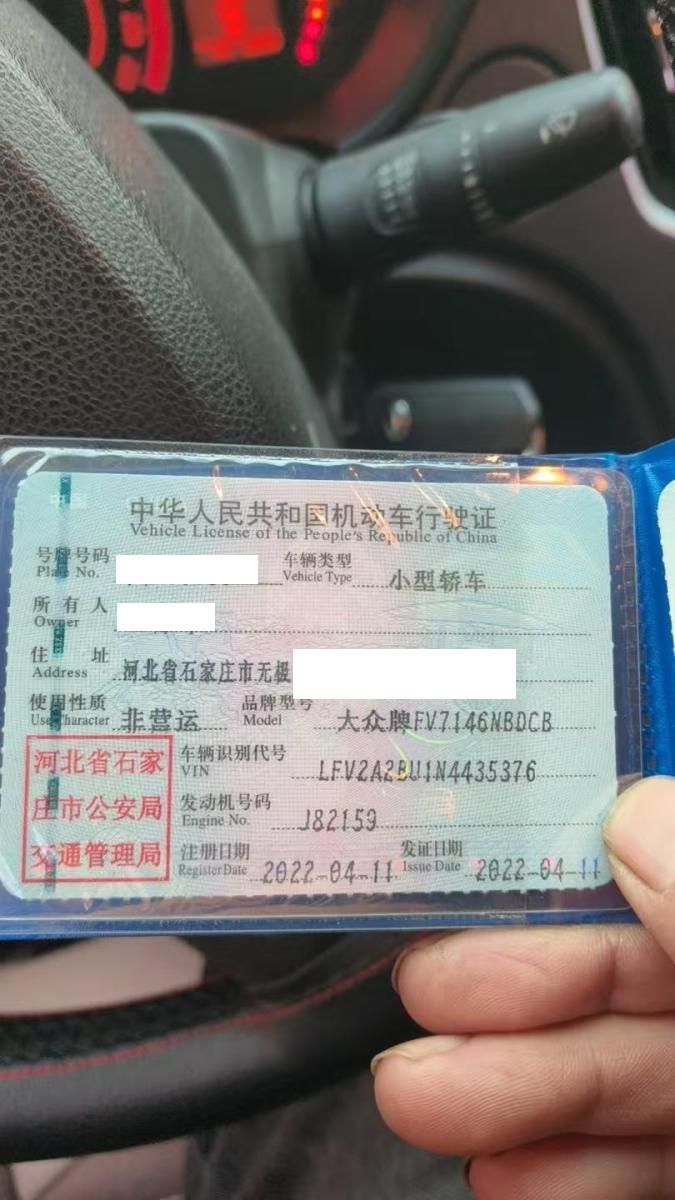 中华人民共和国机动车行驶证
Vehicle License of the People's Republic of China
号牌号码 车辆类型 小型轿车
Plate No. Vehicle Type
所有人
Owner
住址 河北省石家庄市无极
Address
使用性质 非营运 品牌型号 大众牌FV7146NBDCB
Use Character Model
河北省石家
庄市公安局
交通管理局
车辆识别代号 LFV2A2BU1N4435376
VIN
发动机号码 J82159
Engine No.
注册日期 2022-04-11 发证日期 2022-04-11
Register Date Issue Date